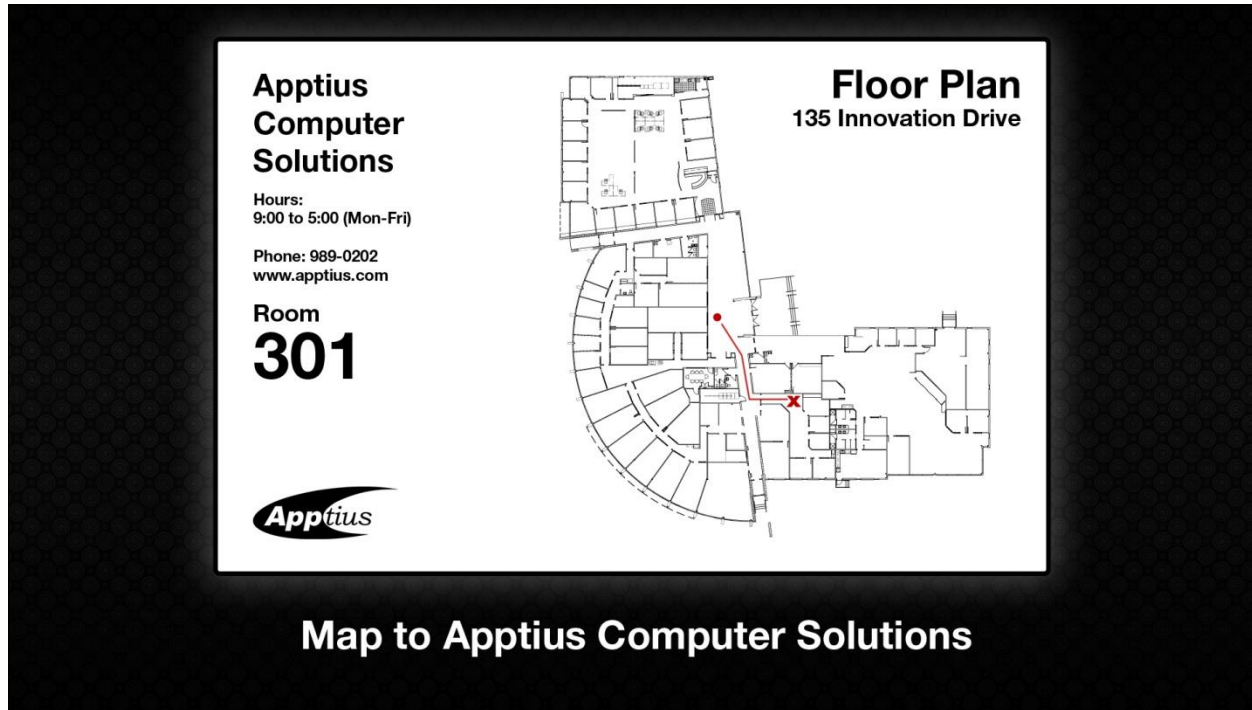 Apptius
Computer
Solutions
Hours:
9:00 to 5:00 (Mon-Fri)
Phone: 989-0202
www.apptius.com
Room
301
Apptius
Floor Plan
135 Innovation Drive
X
Map to Apptius Computer Solutions